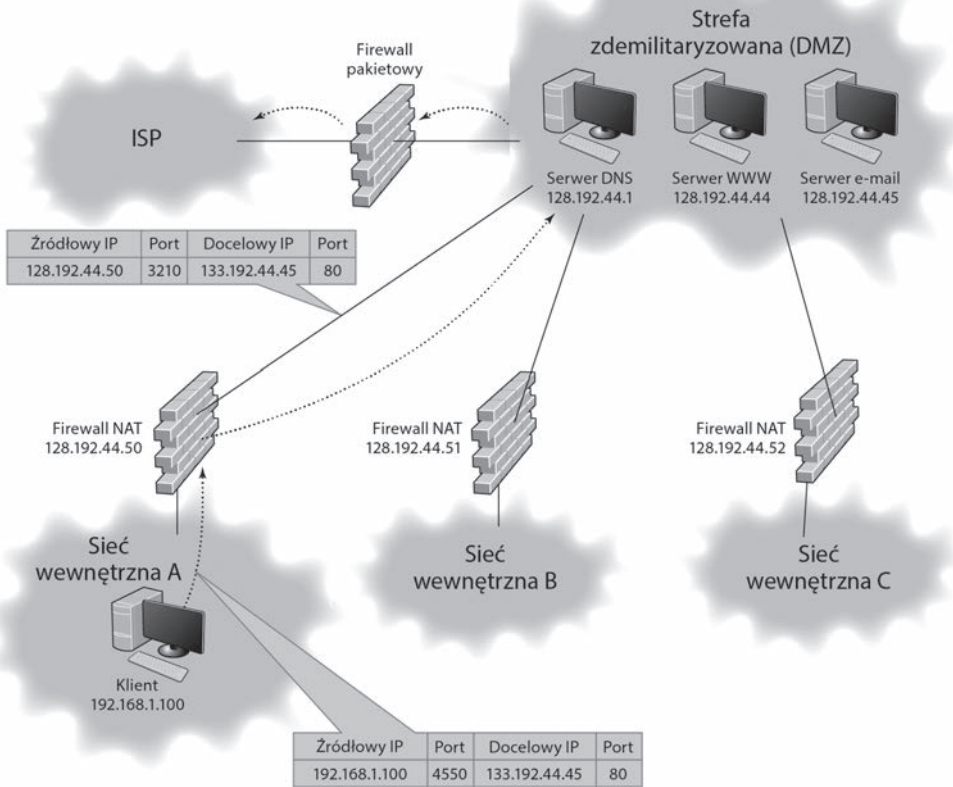 Strefa
zdemilitaryzowana (DMZ)
Firewall
pakietowy
ISP
Serwer DNS
128.192.44.1
Serwer WWW
128.192.44.44
Serwer e-mail
128.192.44.45
Źródłowy IP Port Docelowy IP Port
128.192.44.50 3210 133.192.44.45 80
Firewall NAT
128.192.44.50
Firewall NAT
128.192.44.51
Firewall NAT
128.192.44.52
Sieć
wewnętrzna A
Sieć
wewnętrzna B
Sieć
wewnętrzna C
Klient
192.168.1.100
Źródłowy IP Port Docelowy IP Port
192.168.1.100 4550 133.192.44.45 80